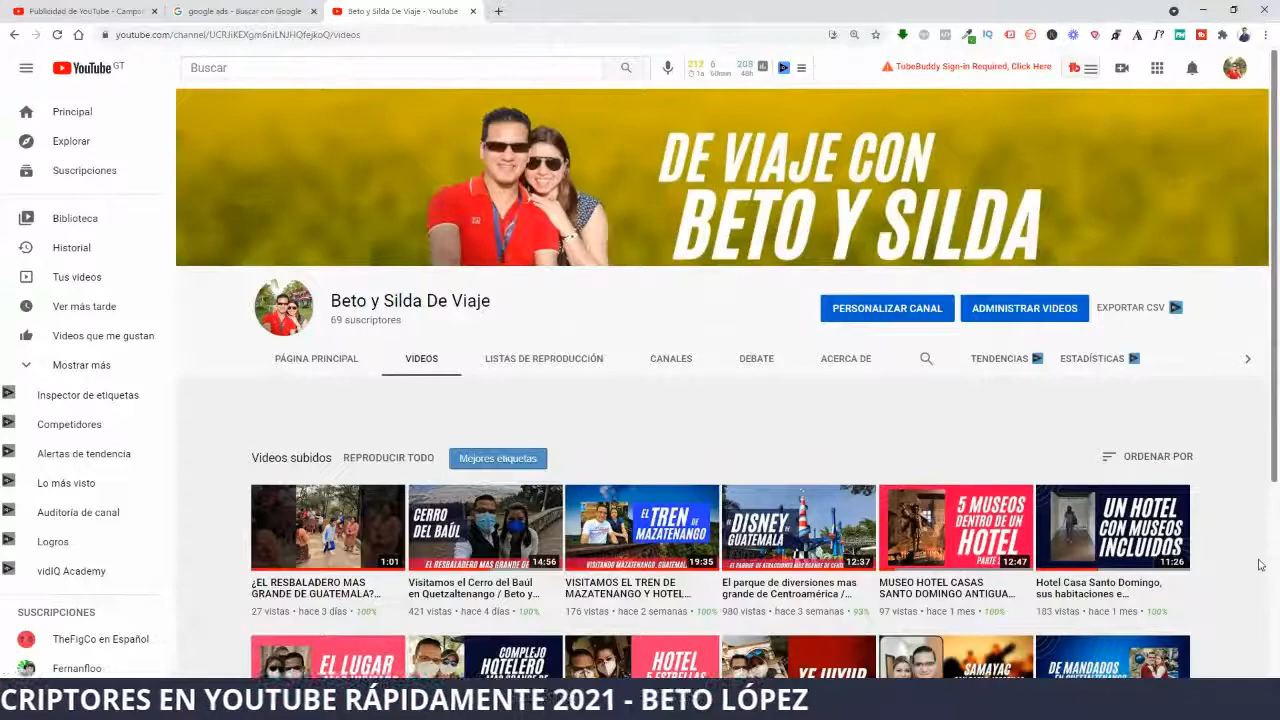 Publicidad de YouTube - Campa
google ads - Buscar con Google
Beto y Silda De Viaje - YouTube
youtube.com/channel/UCRJiKEXgm6niLNJHQfejkoQ/videos
YouTube GT
Buscar
212 6 208
1a 60min 48h
TubeBuddy Sign-in Required, Click Here
Principal
Explorar
Suscripciones
Biblioteca
Historial
Tus videos
Ver más tarde
Videos que me gustan
Mostrar más
Inspector de etiquetas
Competidores
Alertas de tendencia
Lo más visto
Auditoría de canal
Logros
vidIQ Academy
SUSCRIPCIONES
TheFigCo en Español
Fernanfloo
DE VIAJE CON
BETO Y SILDA
Beto y Silda De Viaje
69 suscriptores
PERSONALIZAR CANAL
ADMINISTRAR VIDEOS
EXPORTAR CSV
PÁGINA PRINCIPAL
VIDEOS
LISTAS DE REPRODUCCIÓN
CANALES
DEBATE
ACERCA DE
TENDENCIAS
ESTADÍSTICAS
Videos subidos
REPRODUCIR TODO
Mejores etiquetas
ORDENAR POR
1:01
¿EL RESBALADERO MAS
GRANDE DE GUATEMALA?...
27 vistas • hace 3 días • 100%
CERRO
DEL BAÚL
EL RESBALADERO MAS GRANDE DE
14:56
Visitamos el Cerro del Baúl
en Quetzaltenango / Beto y...
421 vistas • hace 4 días • 100%
EL TREN DE
MAZATENANGO
VISITANDO MAZATENANGO, GUATEMAL
19:35
VISITAMOS EL TREN DE
MAZATENANGO Y HOTEL...
176 vistas • hace 2 semanas • 100%
DISNEY DE
GUATEMALA
EL PARQUE DE ATRACCIONES MAS GRANDE DE
12:37
El parque de diversiones mas
grande de Centroamérica /...
980 vistas • hace 3 semanas • 93%
5 MUSEOS
DENTRO DE UN
HOTEL
PARTE
12:47
MUSEO HOTEL CASAS
SANTO DOMINGO ANTIGUA...
97 vistas • hace 1 mes • 100%
UN HOTEL
CON MUSEOS
INCLUIDOS
11:26
Hotel Casa Santo Domingo,
sus habitaciones e...
183 vistas • hace 1 mes • 100%
EL LUGAR
COMPLEJO
HOTELERO
HOTEL
5 ESTRELLAS
SAMAYAC
DE MANDADOS
CRIPTORES EN YOUTUBE RÁPIDAMENTE 2021 - BETO LÓPEZ